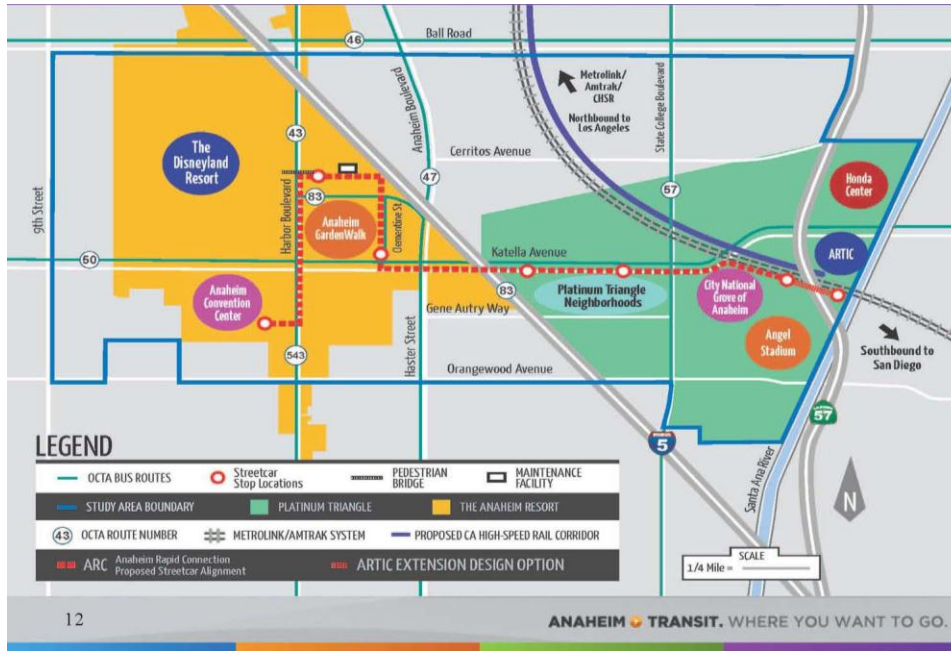 46
Ball Road
Metrolink/
Amtrak/
CHSR
Northbound to
Los Angeles
State College Boulevard
Anaheim Boulevard
43
The
Disneyland
Resort
Cerritos Avenue
47
57
Honda
Center
9th Street
Harbor Boulevard
83
Anaheim
GardenWalk
Clementine St.
50
Katella Avenue
ARTIC
Anaheim
Convention
Center
83
Platinum Triangle
Neighborhoods
City National
Grove of
Anaheim
Gene Autry Way
Angel
Stadium
Southbound to
San Diego
543
Haster Street
Orangewood Avenue
57
5
Santa Ana River
N
LEGEND
OCTA BUS ROUTES
Streetcar
Stop Locations
PEDESTRIAN
BRIDGE
MAINTENANCE
FACILITY
STUDY AREA BOUNDARY
PLATINUM TRIANGLE
THE ANAHEIM RESORT
43 OCTA ROUTE NUMBER
METROLINK/AMTRAK SYSTEM
PROPOSED CA HIGH-SPEED RAIL CORRIDOR
ARC Anaheim Rapid Connection
Proposed Streetcar Alignment
ARTIC EXTENSION DESIGN OPTION
SCALE
1/4 Mile =
12
ANAHEIM TRANSIT. WHERE YOU WANT TO GO.